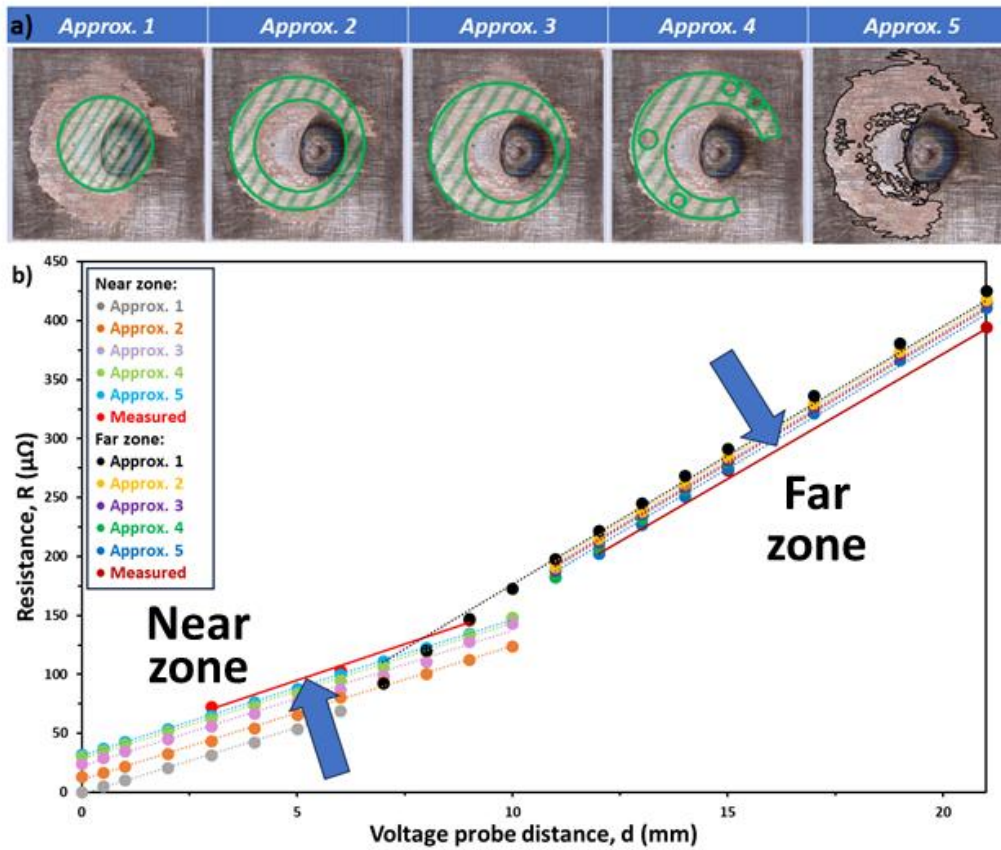 a) Approx. 1 Approx. 2 Approx. 3 Approx. 4 Approx. 5
b)
450
400
350
300
250
200
150
100
50
0
Resistance, R (μΩ)
Near zone:
Approx. 1
Approx. 2
Approx. 3
Approx. 4
Approx. 5
Measured
Far zone:
Approx. 1
Approx. 2
Approx. 3
Approx. 4
Approx. 5
Measured
Near
zone
Far
zone
0 5 10 15 20
Voltage probe distance, d (mm)